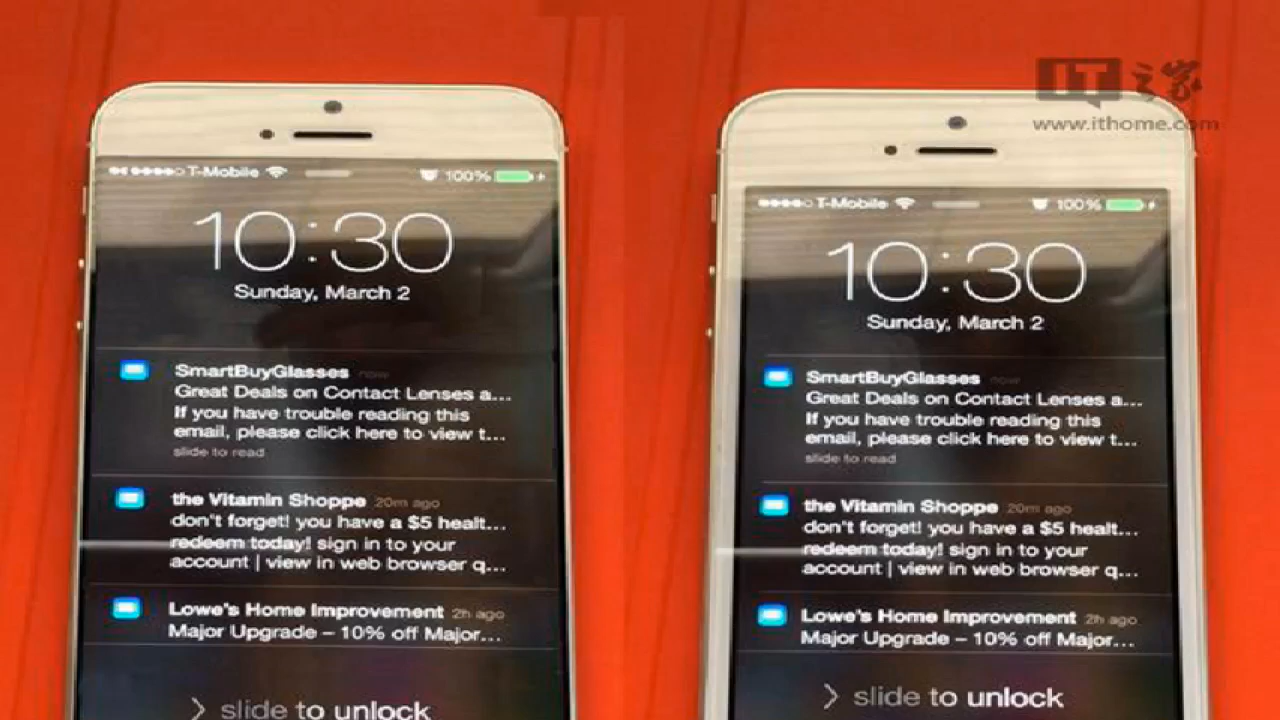 T-Mobile 100%
10:30
Sunday, March 2
SmartBuyGlasses now
Great Deals on Contact Lenses a...
If you have trouble reading this
email, please click here to view t...
slide to read
the Vitamin Shoppe 20m ago
don't forget! you have a $5 healt...
redeem today! sign in to your
account | view in web browser q...
Lowe's Home Improvement 2h ago
Major Upgrade – 10% off Major...
> slide to unlock
IT之家
www.ithome.com
T-Mobile 100%
10:30
Sunday, March 2
SmartBuyGlasses now
Great Deals on Contact Lenses a...
If you have trouble reading this
email, please click here to view t...
slide to read
the Vitamin Shoppe 20m ago
don't forget! you have a $5 healt...
redeem today! sign in to your
account | view in web browser q...
Lowe's Home Improvement 2h ago
Major Upgrade – 10% off Major...
> slide to unlock